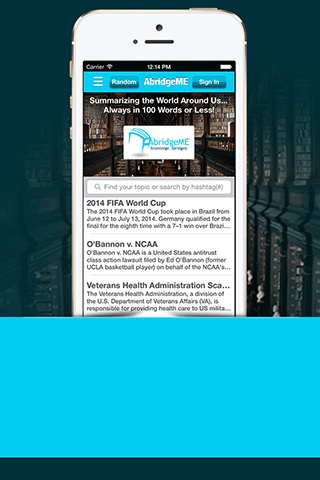 Carrier 12:14 PM
Random AbridgeME Sign In
Summarizing the World Around Us...
Always in 100 Words or Less!
AbridgeME
Find your topic or search by hashtag(#)
2014 FIFA World Cup
The 2014 FIFA World Cup took place in Brazil from
June 12 to July 13, 2014. Germany qualified for the
final for the eighth time with a 7–1 win over Brazi...
O'Bannon v. NCAA
O'Bannon v. NCAA is a United States antitrust
class action lawsuit filed by Ed O'Bannon (former
UCLA basketball player) on behalf of the NCAA's...
Veterans Health Administration Sca...
The Veterans Health Administration, a division of
the U.S. Department of Veterans Affairs (VA), is
responsible for providing health care to US milita...